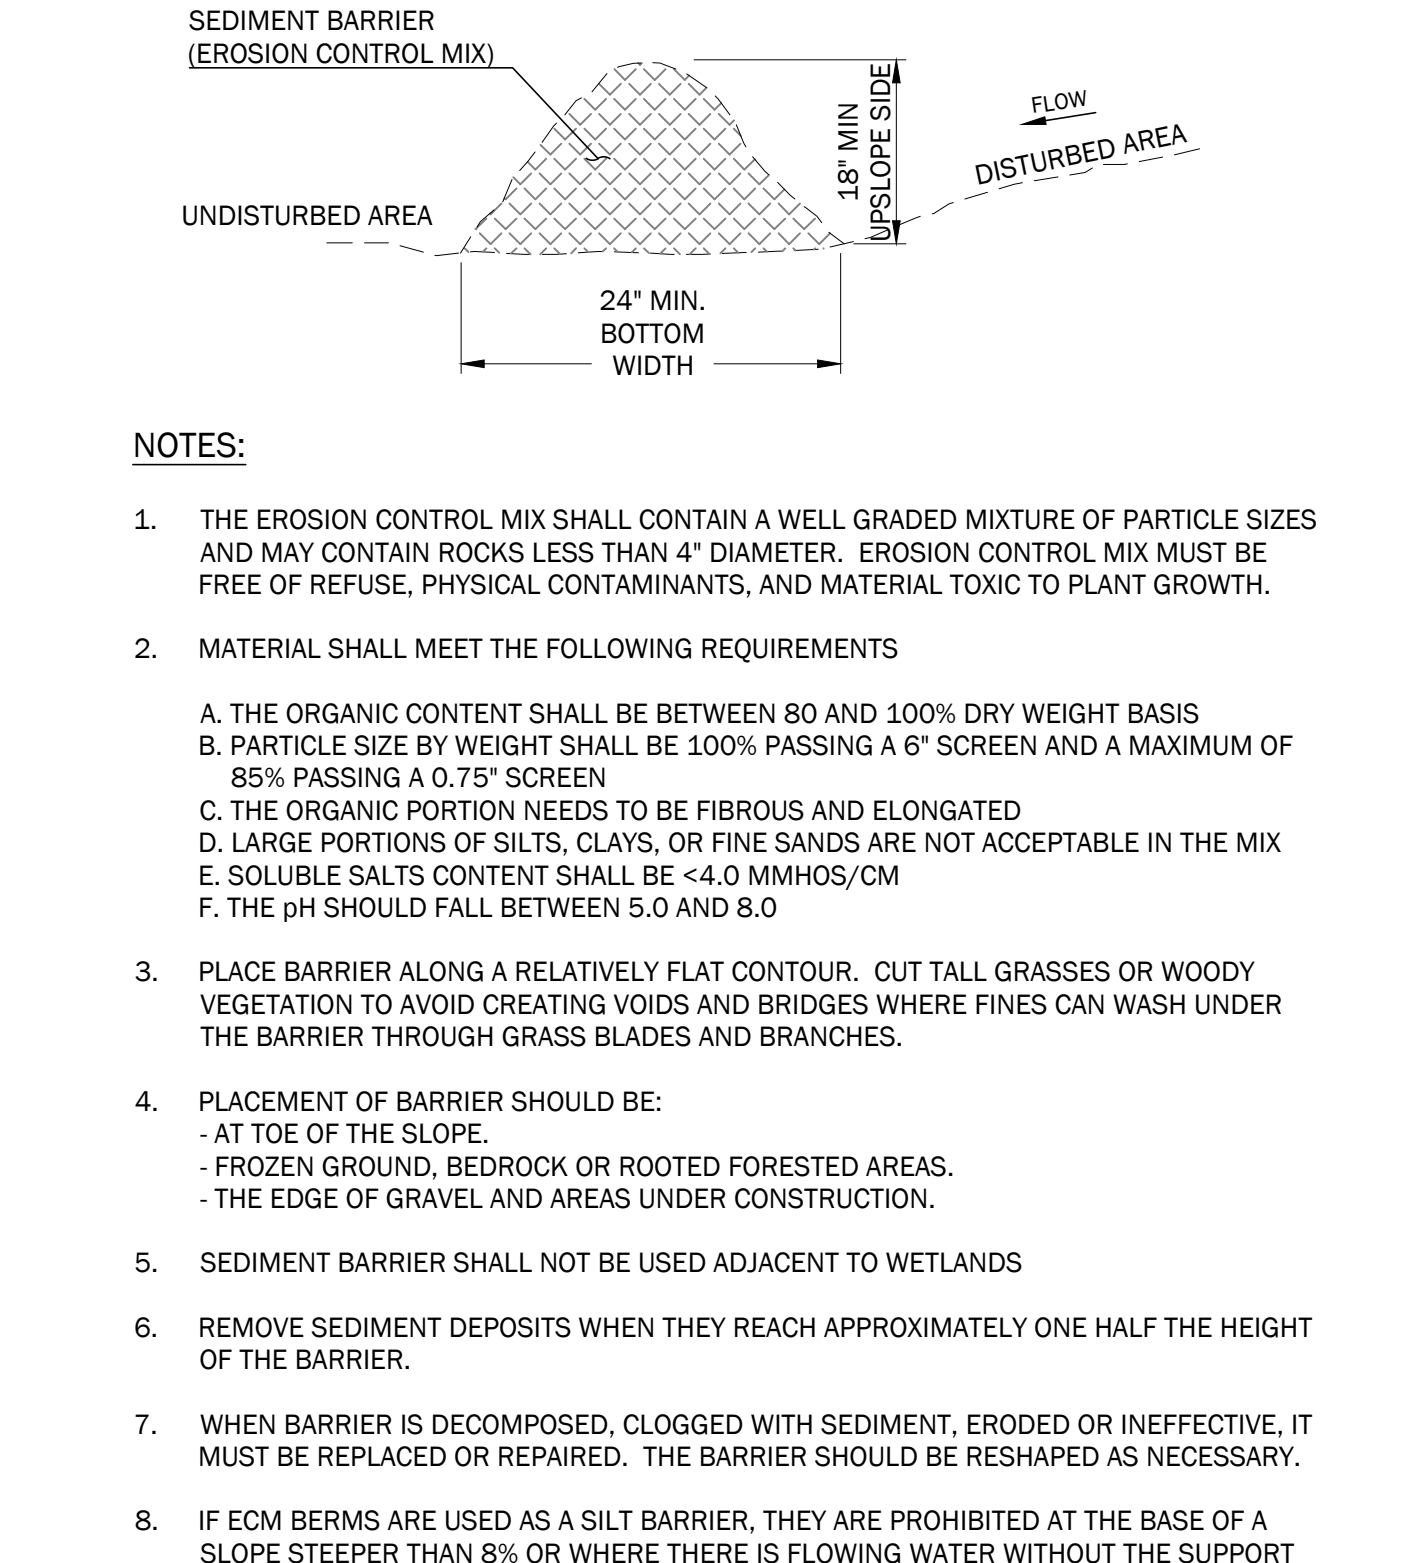 SEDIMENT BARRIER
(EROSION CONTROL MIX)
18" MIN
UPSLOPE SIDE
FLOW
DISTURBED AREA
UNDISTURBED AREA
24" MIN.
BOTTOM
WIDTH
NOTES:
1. THE EROSION CONTROL MIX SHALL CONTAIN A WELL GRADED MIXTURE OF PARTICLE SIZES
AND MAY CONTAIN ROCKS LESS THAN 4" DIAMETER. EROSION CONTROL MIX MUST BE
FREE OF REFUSE, PHYSICAL CONTAMINANTS, AND MATERIAL TOXIC TO PLANT GROWTH.
2. MATERIAL SHALL MEET THE FOLLOWING REQUIREMENTS
A. THE ORGANIC CONTENT SHALL BE BETWEEN 80 AND 100% DRY WEIGHT BASIS
B. PARTICLE SIZE BY WEIGHT SHALL BE 100% PASSING A 6" SCREEN AND A MAXIMUM OF
85% PASSING A 0.75" SCREEN
C. THE ORGANIC PORTION NEEDS TO BE FIBROUS AND ELONGATED
D. LARGE PORTIONS OF SILTS, CLAYS, OR FINE SANDS ARE NOT ACCEPTABLE IN THE MIX
E. SOLUBLE SALTS CONTENT SHALL BE <4.0 MMHOS/CM
F. THE pH SHOULD FALL BETWEEN 5.0 AND 8.0
3. PLACE BARRIER ALONG A RELATIVELY FLAT CONTOUR. CUT TALL GRASSES OR WOODY
VEGETATION TO AVOID CREATING VOIDS AND BRIDGES WHERE FINES CAN WASH UNDER
THE BARRIER THROUGH GRASS BLADES AND BRANCHES.
4. PLACEMENT OF BARRIER SHOULD BE:
- AT TOE OF THE SLOPE.
- FROZEN GROUND, BEDROCK OR ROOTED FORESTED AREAS.
- THE EDGE OF GRAVEL AND AREAS UNDER CONSTRUCTION.
5. SEDIMENT BARRIER SHALL NOT BE USED ADJACENT TO WETLANDS
6. REMOVE SEDIMENT DEPOSITS WHEN THEY REACH APPROXIMATELY ONE HALF THE HEIGHT
OF THE BARRIER.
7. WHEN BARRIER IS DECOMPOSED, CLOGGED WITH SEDIMENT, ERODED OR INEFFECTIVE, IT
MUST BE REPLACED OR REPAIRED. THE BARRIER SHOULD BE RESHAPED AS NECESSARY.
8. IF ECM BERMS ARE USED AS A SILT BARRIER, THEY ARE PROHIBITED AT THE BASE OF A
SLOPE STEEPER THAN 8% OR WHERE THERE IS FLOWING WATER WITHOUT THE SUPPORT